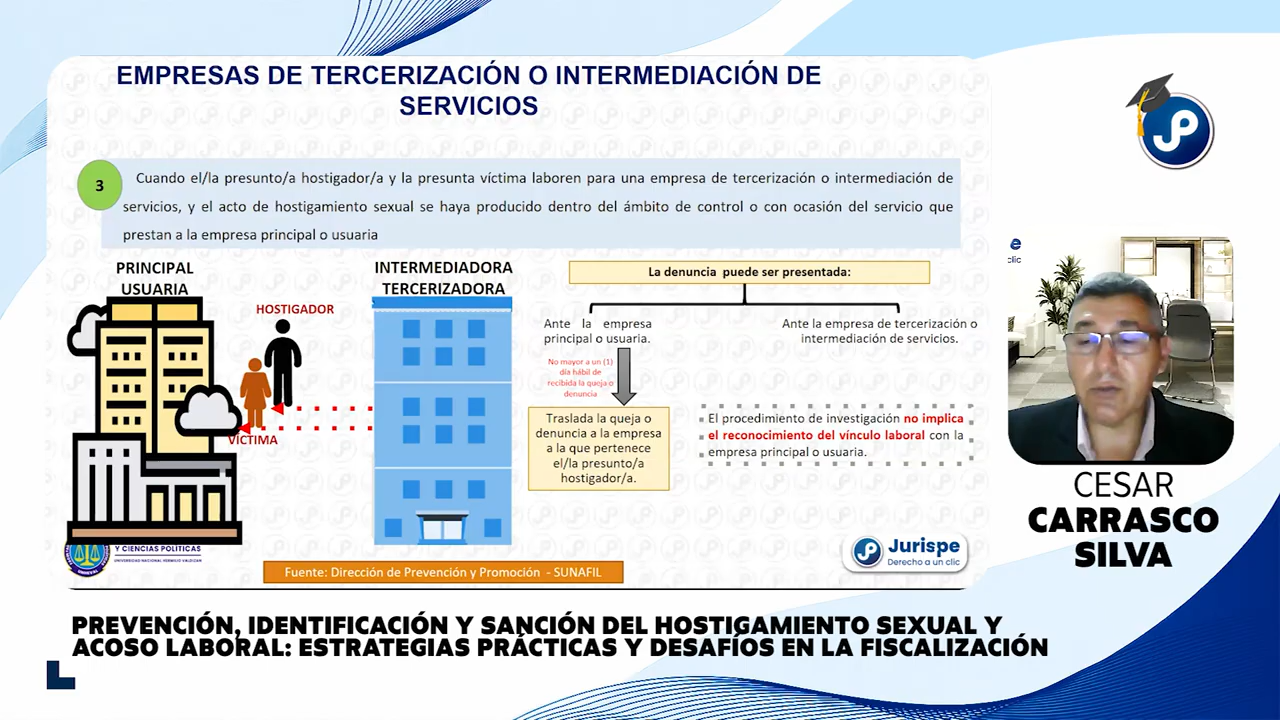 EMPRESAS DE TERCERIZACIÓN O INTERMEDIACIÓN DE
SERVICIOS
3
Cuando el/la presunto/a hostigador/a y la presunta víctima laboren para una empresa de tercerización o intermediación de
servicios, y el acto de hostigamiento sexual se haya producido dentro del ámbito de control o con ocasión del servicio que
prestan a la empresa principal o usuaria
PRINCIPAL
USUARIA
HOSTIGADOR
VÍCTIMA
INTERMEDIADORA
TERCERIZADORA
La denuncia puede ser presentada:
Ante la empresa
principal o usuaria.
No mayor a un (1)
día hábil de
recibida la queja o
denuncia
Traslada la queja o
denuncia a la empresa
a la que pertenece
el/la presunto/a
hostigador/a.
Ante la empresa de tercerización o
intermediación de servicios.
El procedimiento de investigación no implica
el reconocimiento del vínculo laboral con la
empresa principal o usuaria.
Y CIENCIAS POLÍTICAS
UNIVERSIDAD NACIONAL HERMILIO VALDIZAN
Fuente: Dirección de Prevención y Promoción - SUNAFIL
JP
Jurispe
Derecho a un clic
JP
e
clic
CESAR
CARRASCO
SILVA
PREVENCIÓN, IDENTIFICACIÓN Y SANCIÓN DEL HOSTIGAMIENTO SEXUAL Y
ACOSO LABORAL: ESTRATEGIAS PRÁCTICAS Y DESAFÍOS EN LA FISCALIZACIÓN